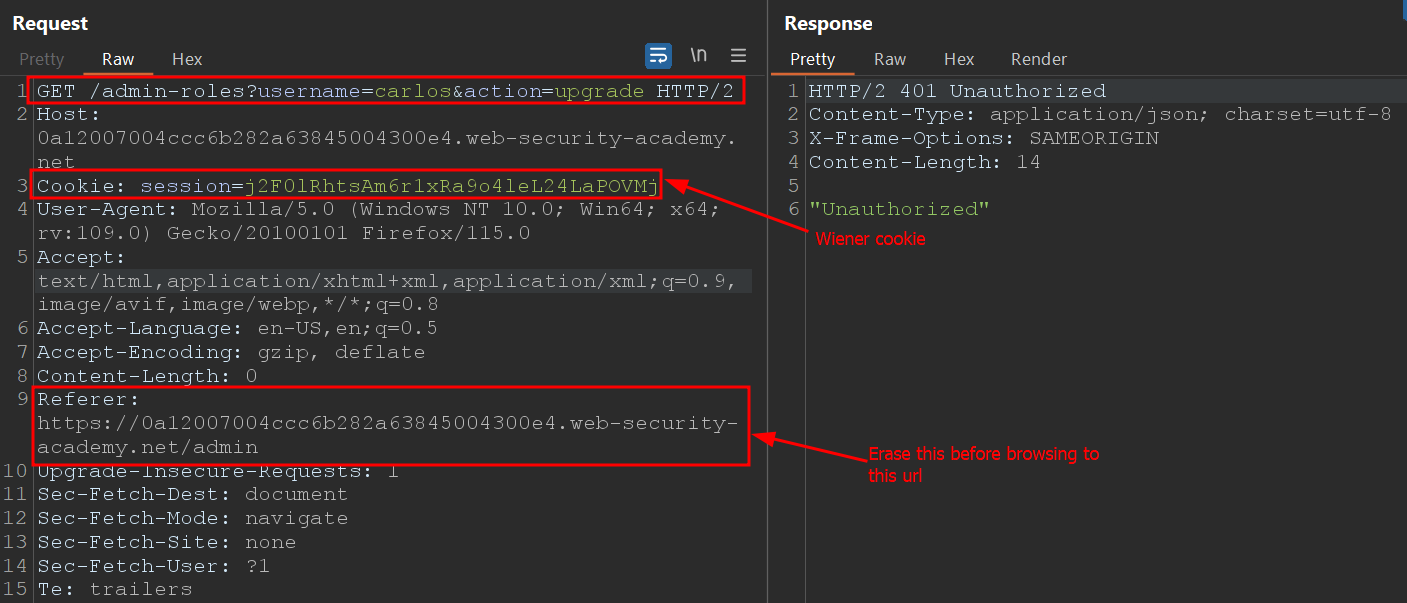 Request
Pretty Raw Hex \n
1 GET /admin-roles?username=carlos&action=upgrade HTTP/2
2 Host:
0a12007004ccc6b282a63845004300e4.web-security-academy.
net
3 Cookie: session=j2F0lRhtsAm6r1xRa9o4leL24LaPOVMj
4 User-Agent: Mozilla/5.0 (Windows NT 10.0; Win64; x64;
rv:109.0) Gecko/20100101 Firefox/115.0
5 Accept:
text/html,application/xhtml+xml,application/xml;q=0.9,
image/avif,image/webp,*/*;q=0.8
6 Accept-Language: en-US,en;q=0.5
7 Accept-Encoding: gzip, deflate
8 Content-Length: 0
9 Referer:
https://0a12007004ccc6b282a63845004300e4.web-security-
academy.net/admin
10 Upgrade-Insecure-Requests: 1
11 Sec-Fetch-Dest: document
12 Sec-Fetch-Mode: navigate
13 Sec-Fetch-Site: none
14 Sec-Fetch-User: ?1
15 Te: trailers
Response
Pretty Raw Hex Render
1 HTTP/2 401 Unauthorized
2 Content-Type: application/json; charset=utf-8
3 X-Frame-Options: SAMEORIGIN
4 Content-Length: 14
5
6 "Unauthorized"
Wiener cookie
Erase this before browsing to
this url